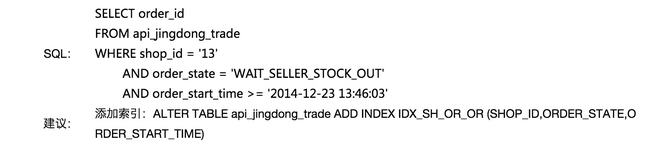 SELECT order_id
FROM api_jingdong_trade
SQL: WHERE shop_id = '13'
AND order_state = 'WAIT_SELLER_STOCK_OUT'
AND order_start_time >= '2014-12-23 13:46:03'
建议: 添加索引: ALTER TABLE api_jingdong_trade ADD INDEX IDX_SH_OR_OR (SHOP_ID,ORDER_STATE,O
RDER_START_TIME)